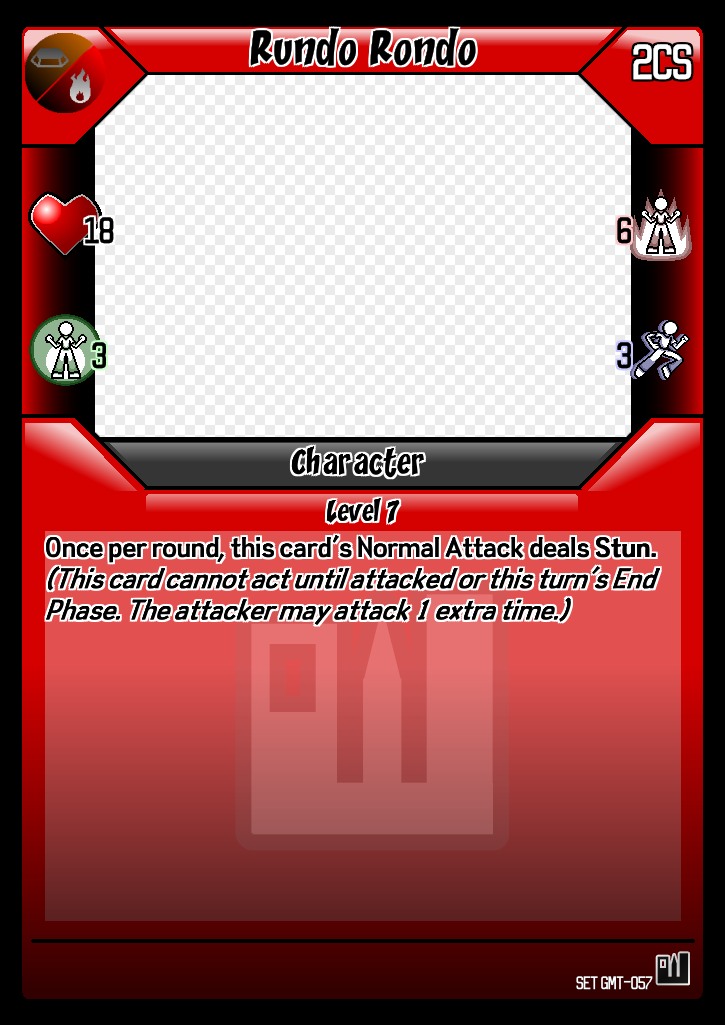 Rundo Rondo
2CS
18
6
3
3
Character
Level 7
Once per round, this card's Normal Attack deals Stun.
(This card cannot act until attacked or this turn's End
Phase. The attacker may attack 1 extra time.)
SET GMT-057